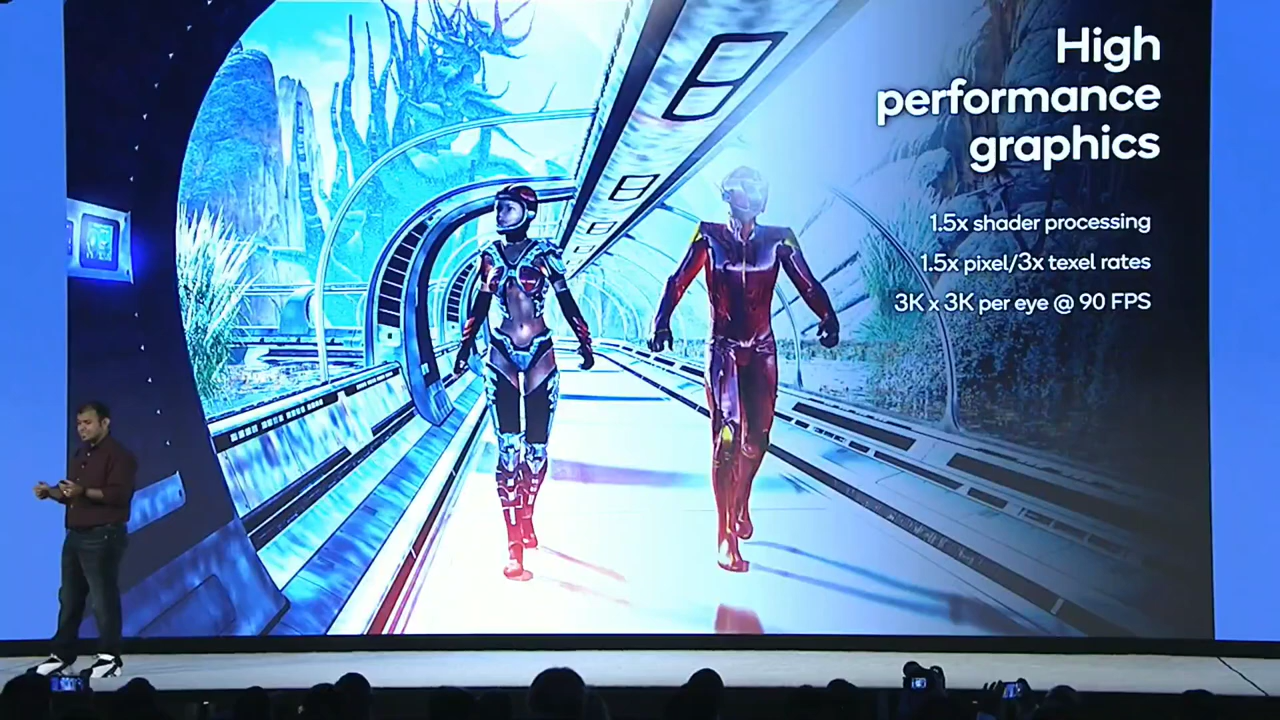 High
performance
graphics
1.5x shader processing
1.5x pixel/3x texel rates
3K x 3K per eye @ 90 FPS